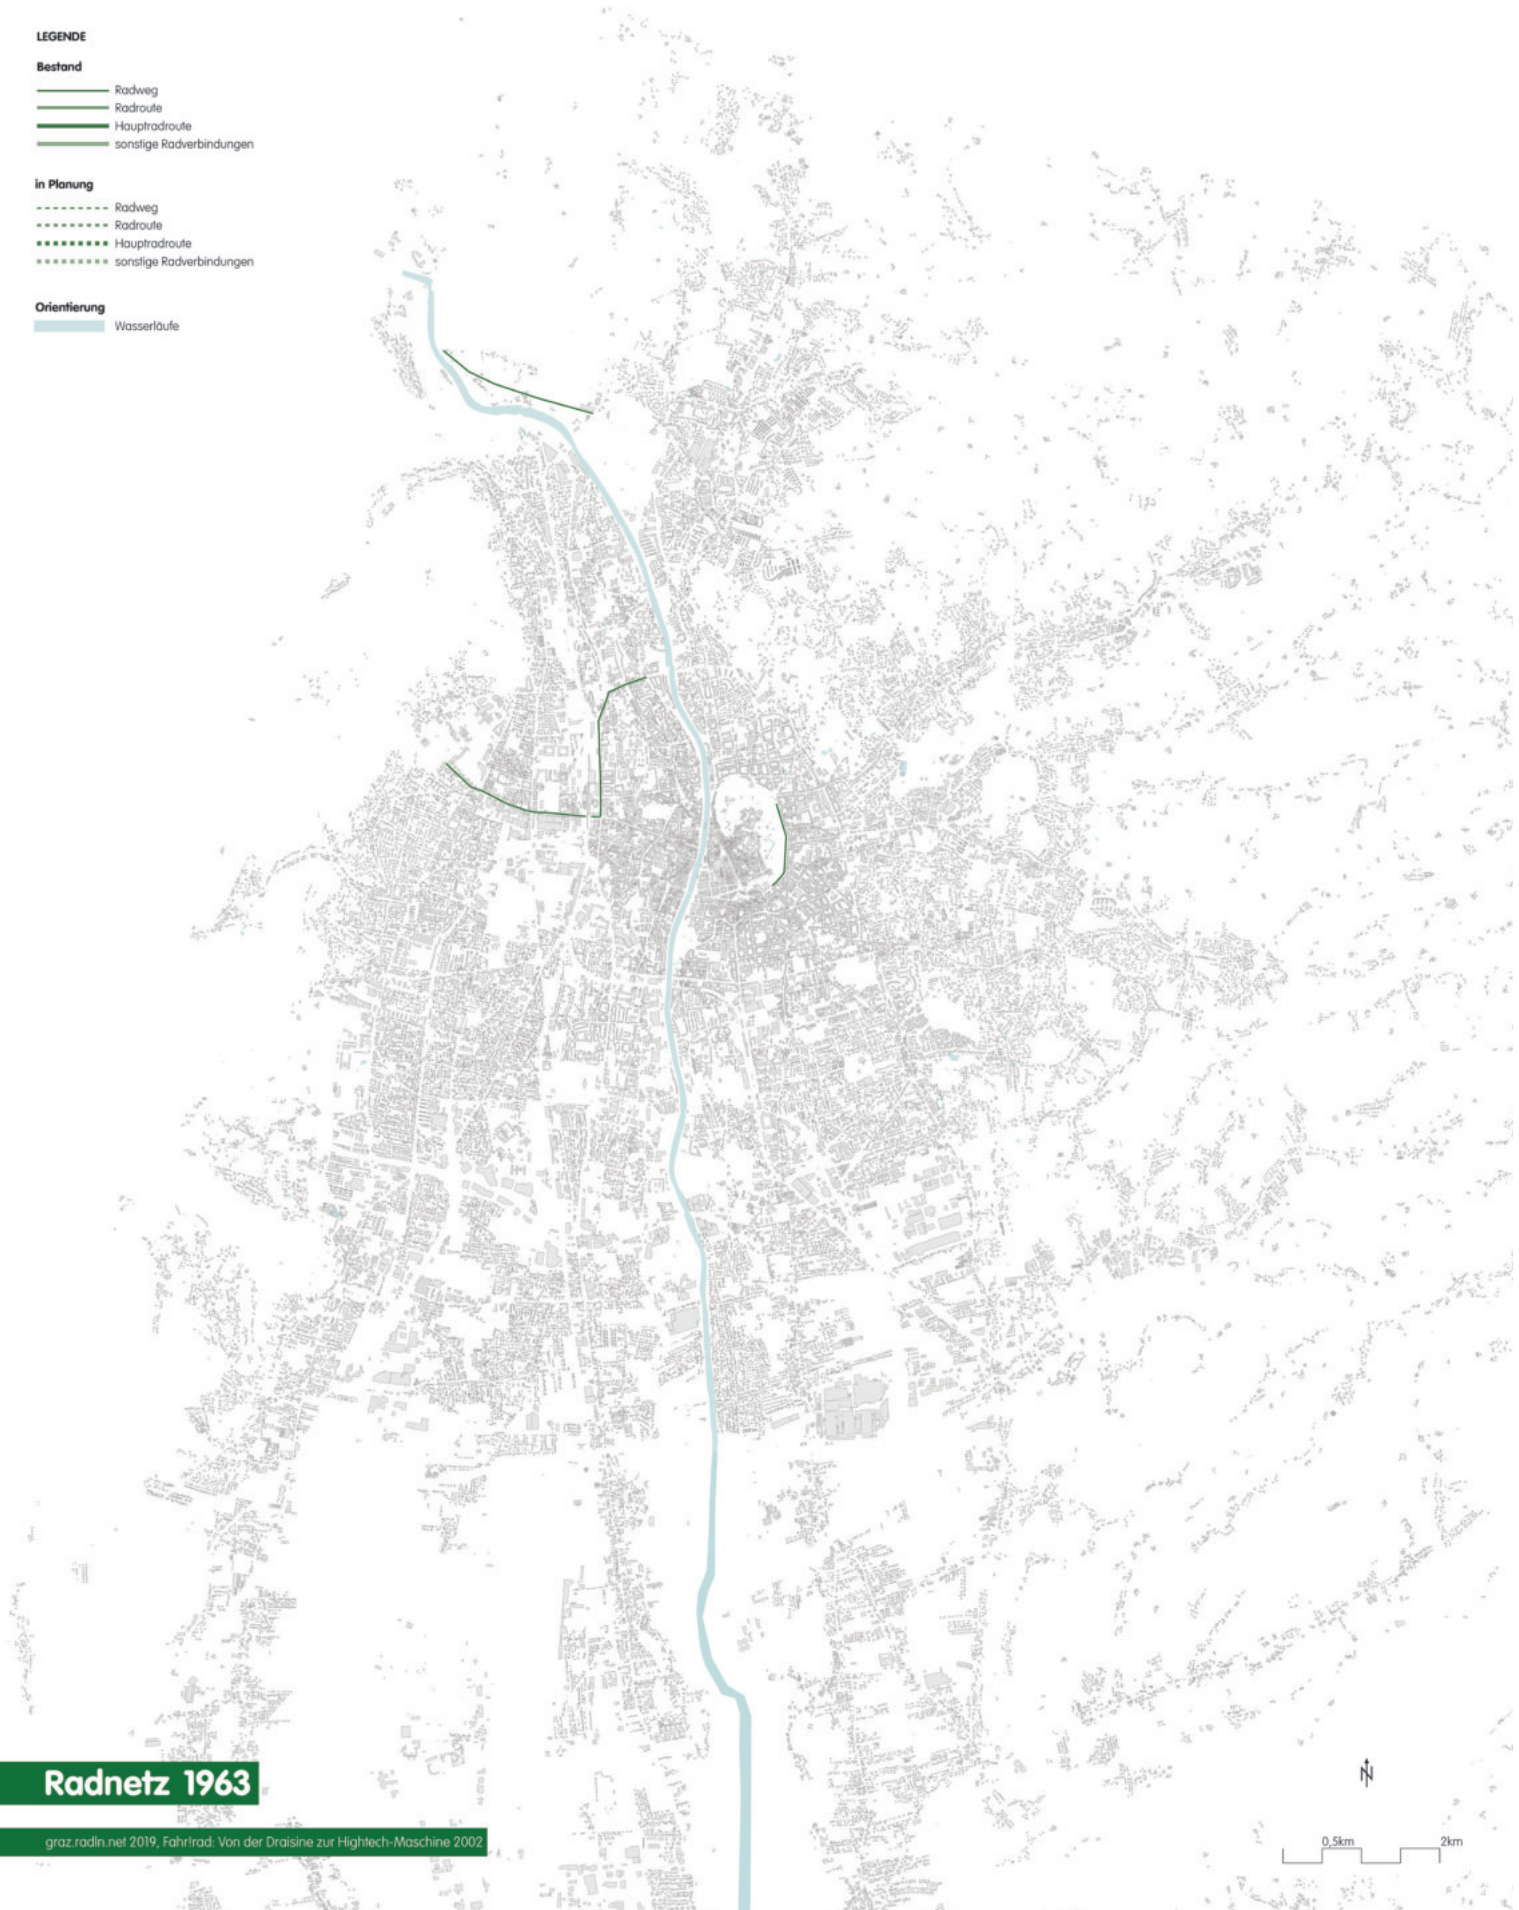 LEGENDE
Bestand
Radweg
Radroute
Hauptradroute
sonstige Radverbindungen
in Planung
Radweg
Radroute
Hauptradroute
sonstige Radverbindungen
Orientierung
Wasserläufe
Radnetz 1963
graz.radln.net 2019, Fahr!rad: Von der Draisine zur Hightech-Maschine 2002
N
0,5km 2km